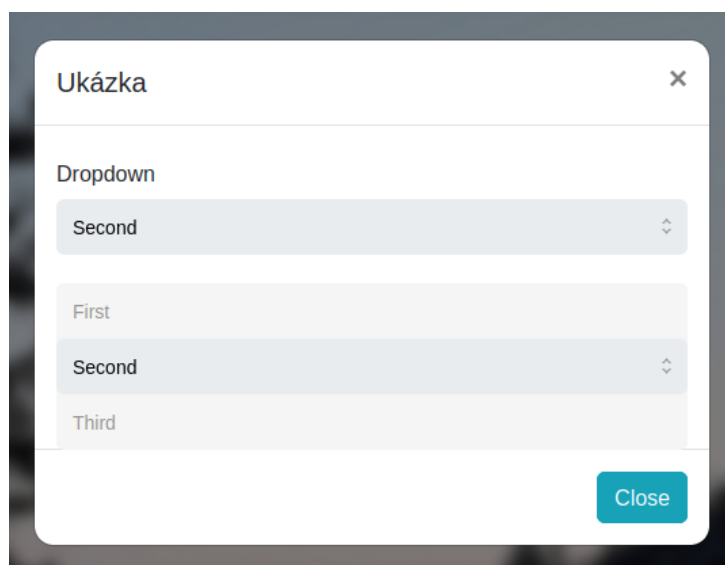 Ukázka
×
Dropdown
Second
First
Second
Third
Close